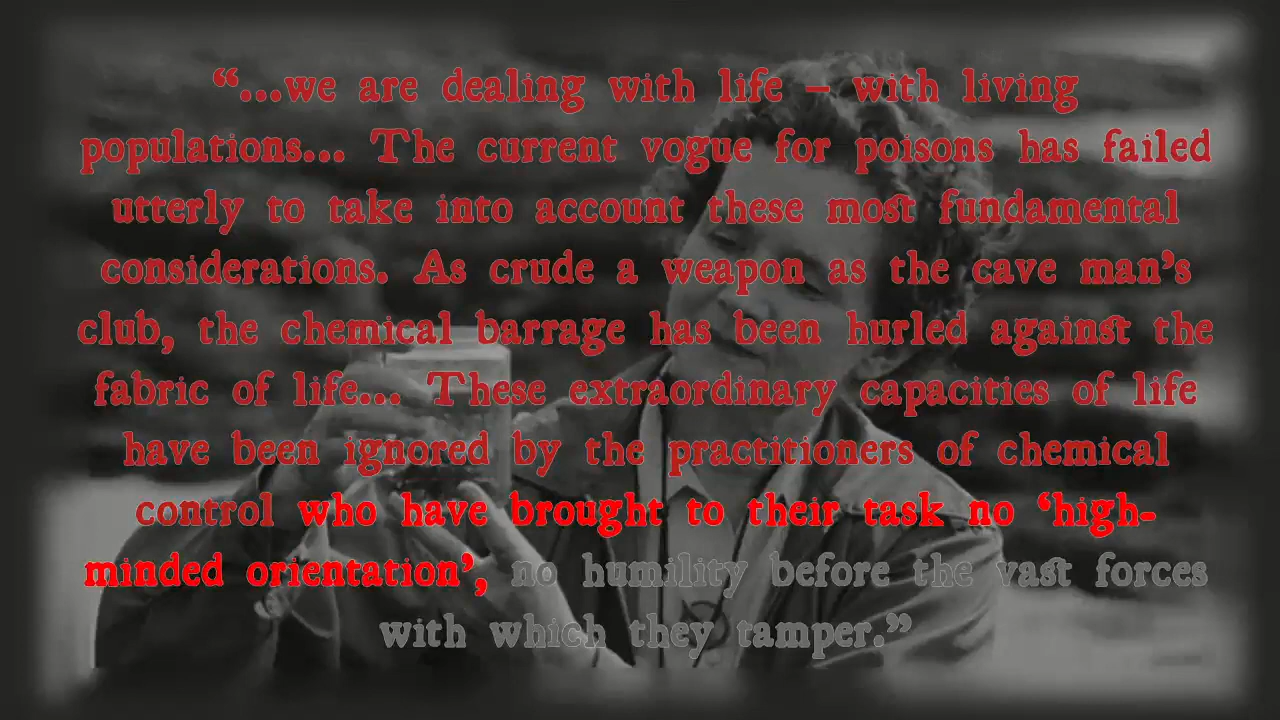 “...we are dealing with life – with living
populations... The current vogue for poisons has failed
utterly to take into account these most fundamental
considerations. As crude a weapon as the cave man’s
club, the chemical barrage has been hurled against the
fabric of life... These extraordinary capacities of life
have been ignored by the practitioners of chemical
control who have brought to their task no ‘high-
minded orientation’, no humility before the vast forces
with which they tamper.”